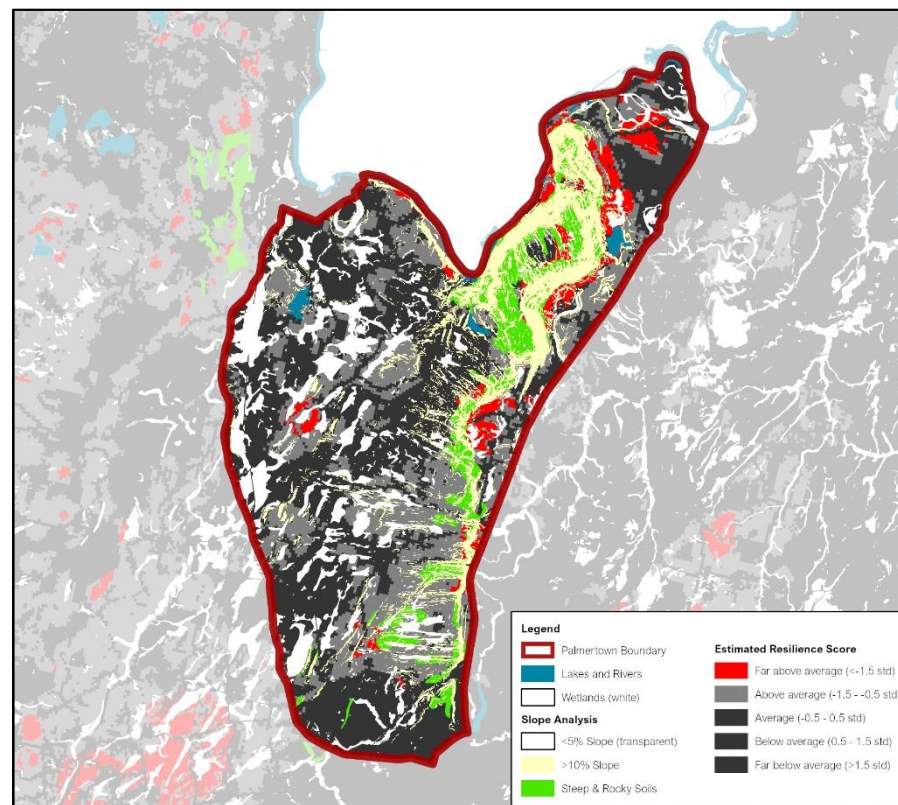 Legend
Palmertown Boundary
Lakes and Rivers
Wetlands (white)
Slope Analysis
<5% Slope (transparent)
>10% Slope
Steep & Rocky Soils
Estimated Resilience Score
Far above average (<-1.5 std)
Above average (-1.5 - -0.5 std
Average (-0.5 - 0.5 std)
Below average (0.5 - 1.5 std)
Far below average (>1.5 std)